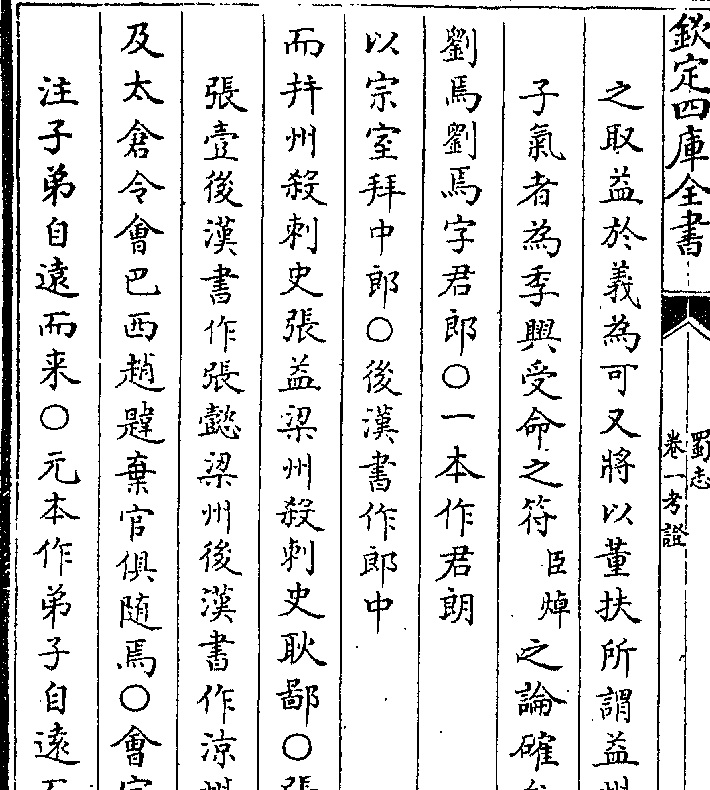 欽定四庫全書
蜀志
卷一考證
之取益於義為可又將以董扶所謂益州
子氣者為季興受命之符臣焯之論確
劉焉劉焉字君郎○一本作君朗
以宗室拜中郎○後漢書作郎中
而幷州殺刺史張益梁州殺刺史耿鄙○張
張壹後漢書作張懿梁州後漢書作涼州
及太倉令會巴西趙韙棄官俱隨焉○會
注子弟自遠而来○元本作弟子自遠